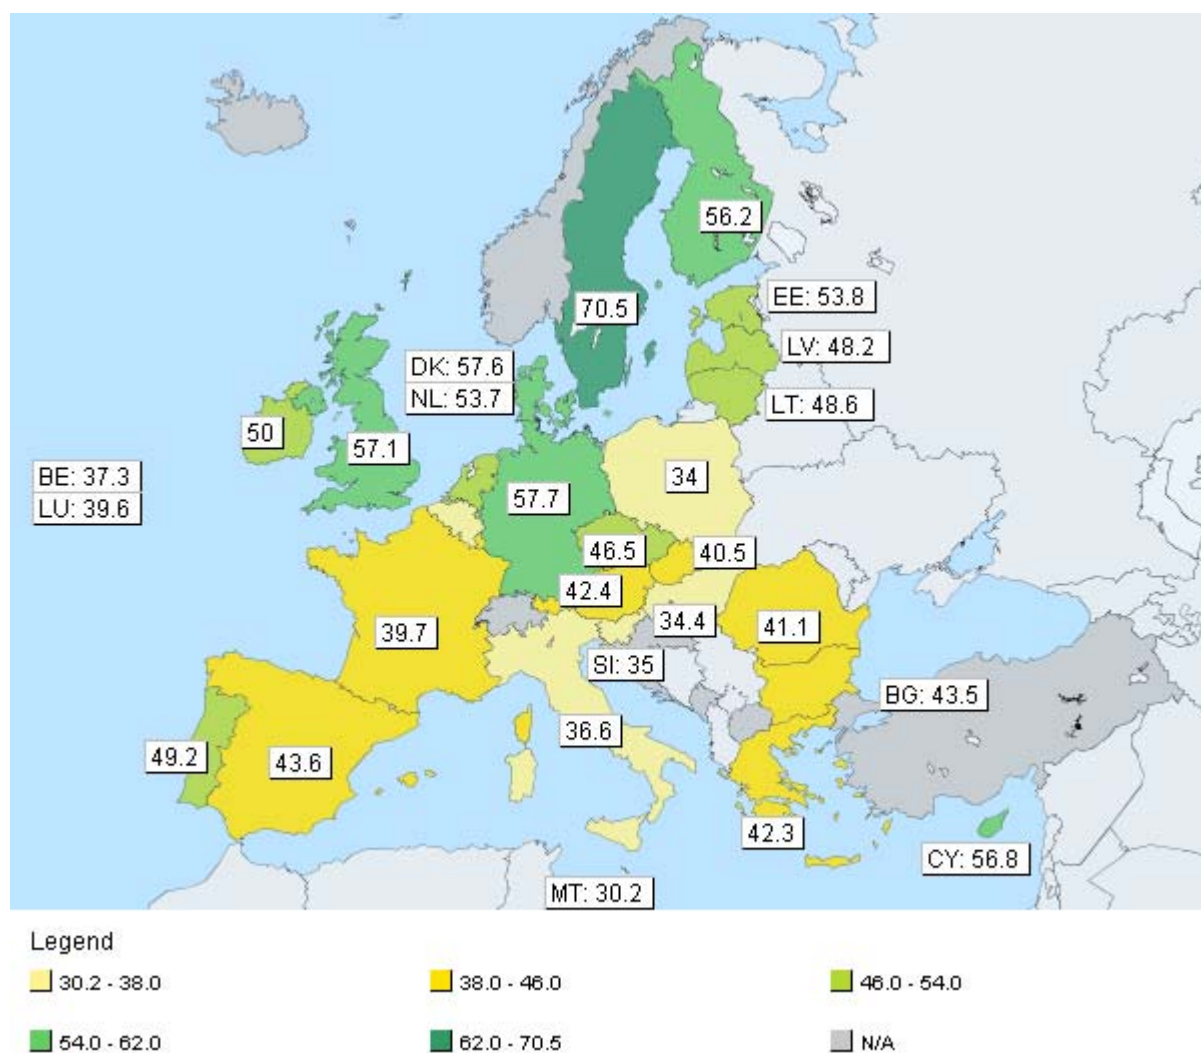 56.2
70.5
EE: 53.8
LV: 48.2
DK: 57.6
NL: 53.7
LT: 48.6
50
57.1
BE: 37.3
LU: 39.6
34
57.7
46.5
40.5
42.4
39.7
34.4
41.1
SI: 35
BG: 43.5
36.6
49.2
43.6
42.3
CY: 56.8
MT: 30.2
Legend
30.2 - 38.0
38.0 - 46.0
46.0 - 54.0
54.0 - 62.0
62.0 - 70.5
N/A